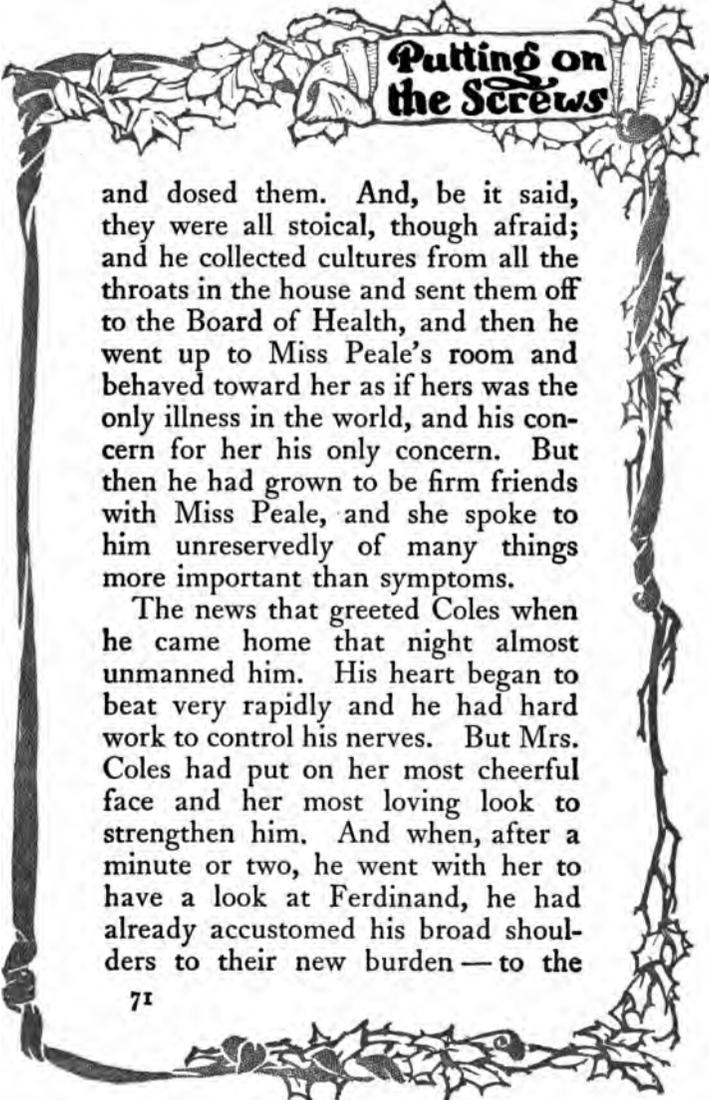 Putting on
the Screws
and dosed them. And, be it said,
they were all stoical, though afraid;
and he collected cultures from all the
throats in the house and sent them off
to the Board of Health, and then he
went up to Miss Peale's room and
behaved toward her as if hers was the
only illness in the world, and his con-
cern for her his only concern. But
then he had grown to be firm friends
with Miss Peale, and she spoke to
him unreservedly of many things
more important than symptoms.
The news that greeted Coles when
he came home that night almost
unmanned him. His heart began to
beat very rapidly and he had hard
work to control his nerves. But Mrs.
Coles had put on her most cheerful
face and her most loving look to
strengthen him. And when, after a
minute or two, he went with her to
have a look at Ferdinand, he had
already accustomed his broad shoul-
ders to their new burden — to the
71